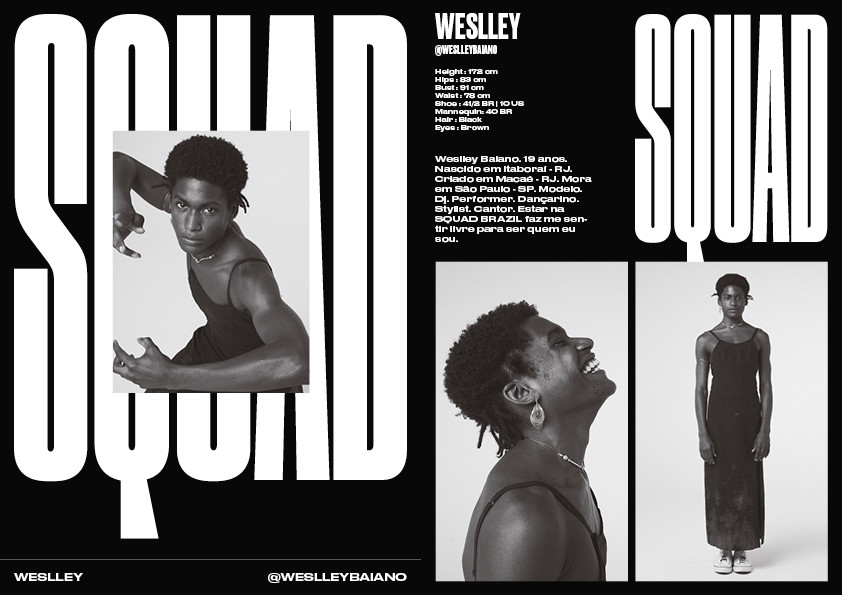 SQUAD
WESLLEY
@WESLLEYBAIANO
WESLLEY
@WESLLEYBAIANO
Height : 172 cm
Hips : 83 cm
Bust : 91 cm
Waist : 78 cm
Shoe : 41/2 BR | 10 US
Mannequin: 40 BR
Hair : Black
Eyes : Brown
Weslley Baiano. 19 anos.
Nascido em Itaboraí - RJ.
Criado em Macaé - RJ. Mora
em São Paulo - SP. Modelo.
Dj. Performer. Dançarino.
Stylist. Cantor. Estar na
SQUAD BRAZIL faz me sen-
tir livre para ser quem eu
sou.
SQUAD